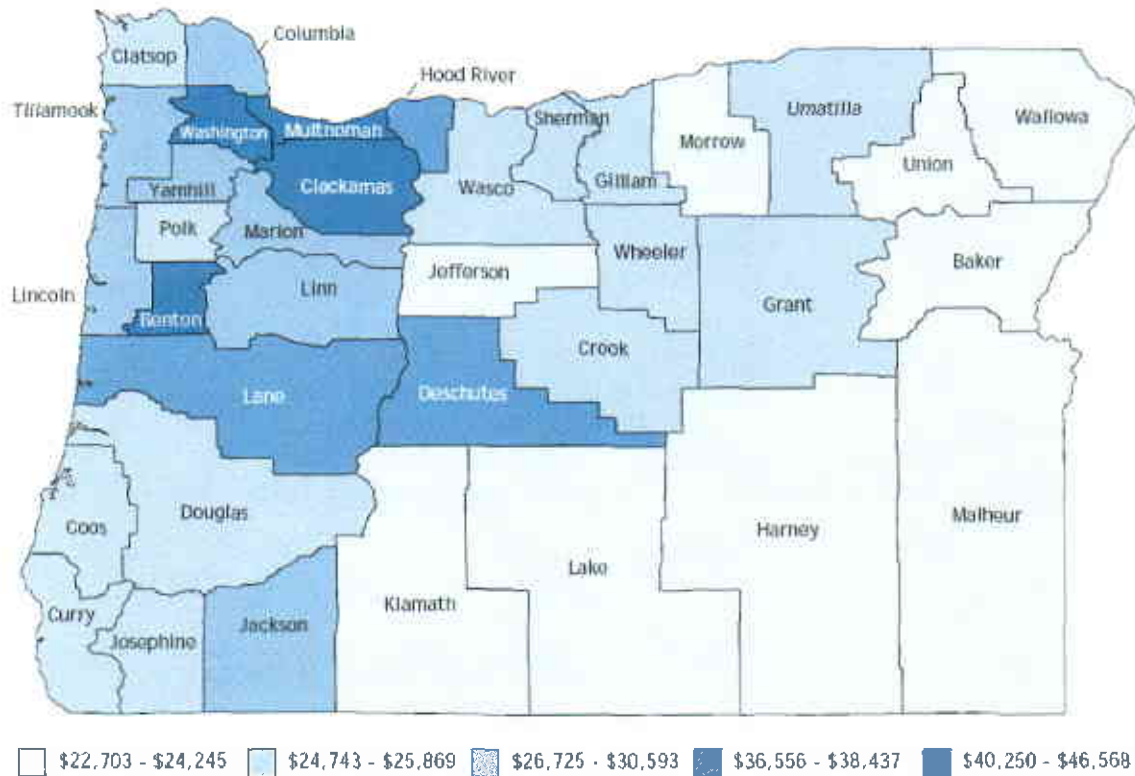 Columbia
Clatsop
Hood River
Tillamook
Washington
Multnoman
Sherman
Umatilla
Wallowa
Morrow
Union
Clackamas
Yamhill
Wasco
Gilliam
Polk
Marion
Wheeler
Baker
Jefferson
Linn
Lincoln
Grant
Benton
Crook
Lane
Deschutes
Douglas
Coos
Malheur
Harney
Lake
Klamath
Curry
Jackson
Josephine
$22,703 - $24,245 $24,743 - $25,869 $26,725 - $30,593 $36,556 - $38,437 $40,250 - $46,568